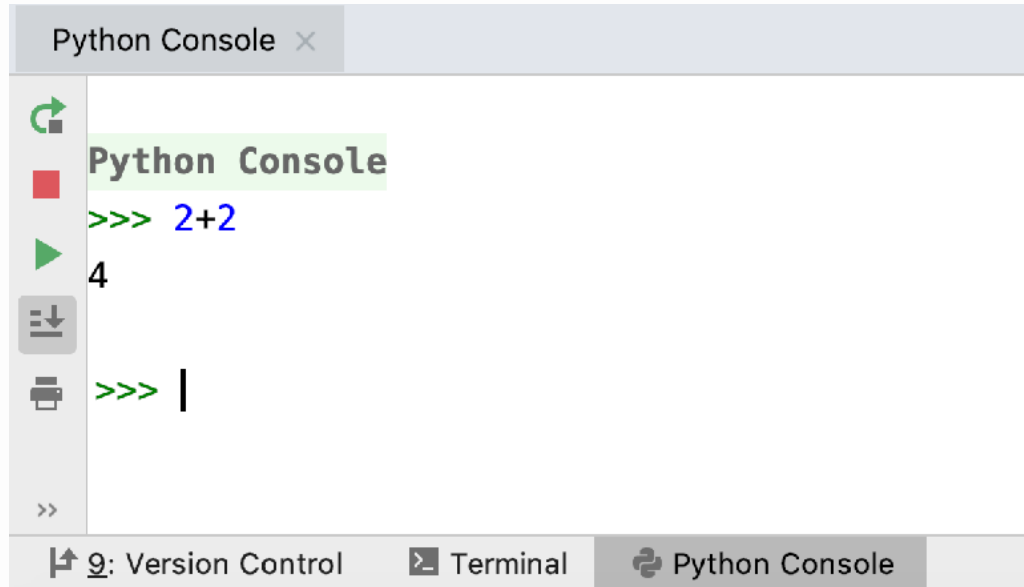 Python Console
Python Console
>>> 2+2
4
>>>
9: Version Control Terminal Python Console